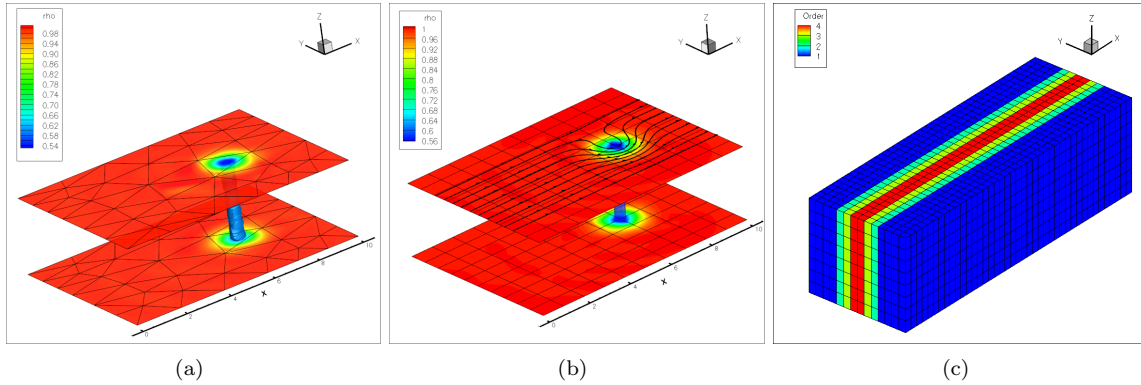 rho
0.98
0.94
0.90
0.86
0.82
0.78
0.74
0.70
0.66
0.62
0.58
0.54
Z
Y
X
0
2
4
6
8
10
X
(a)
rho
1
0.96
0.92
0.88
0.84
0.8
0.76
0.72
0.68
0.64
0.6
0.56
Z
Y
X
0
2
4
6
8
10
X
(b)
Order
4
3
2
1
Z
Y
X
(c)